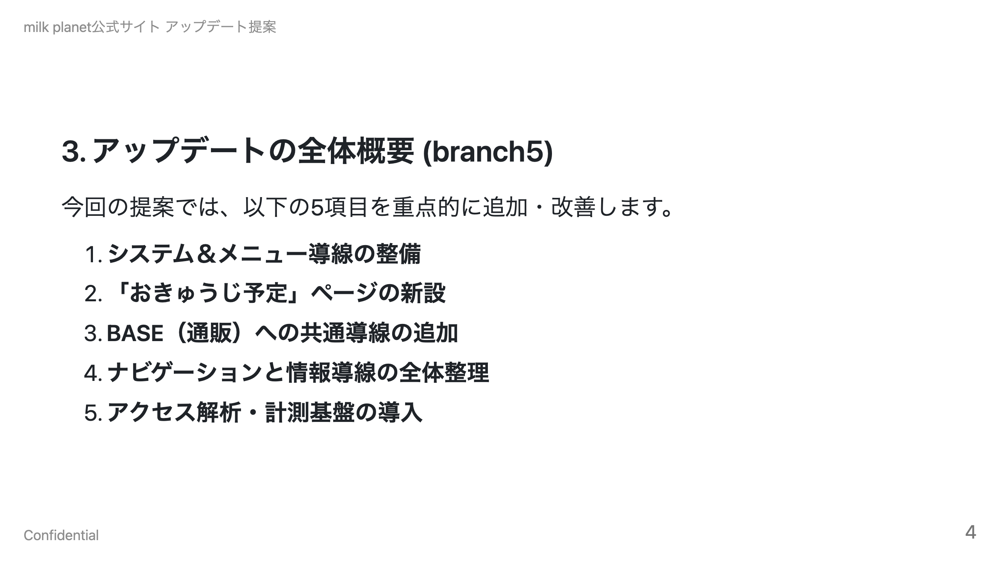 milk planet公式サイト アップデート提案
3. アップデートの全体概要 (branch5)
今回の提案では、以下の5項目を重点的に追加・改善します。
1. システム＆メニュー導線の整備
2. 「おきゅうじ予定」ページの新設
3. BASE（通販）への共通導線の追加
4. ナビゲーションと情報導線の全体整理
5. アクセス解析・計測基盤の導入
Confidential
4